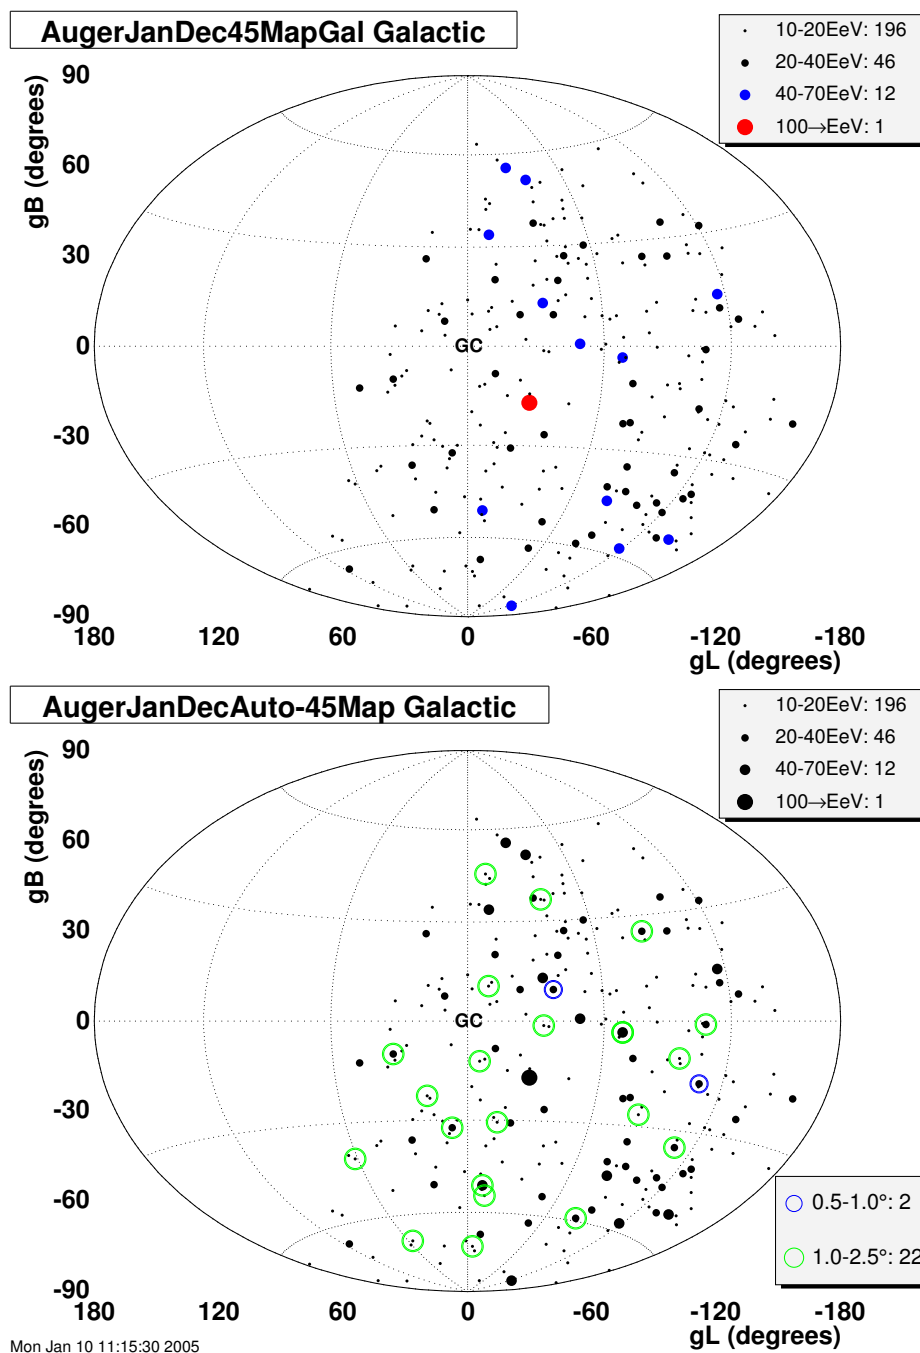 AugerJanDec45MapGal Galactic
10-20EeV: 196
20-40EeV: 46
40-70EeV: 12
100→EeV: 1
gB (degrees)
90
60
30
0
-30
-60
-90
GC
180 120 60 0 -60 -120 -180
gL (degrees)
AugerJanDecAuto-45Map Galactic
10-20EeV: 196
20-40EeV: 46
40-70EeV: 12
100→EeV: 1
gB (degrees)
90
60
30
0
-30
-60
-90
GC
0.5-1.0°: 2
1.0-2.5°: 22
180 120 60 0 -60 -120 -180
gL (degrees)
Mon Jan 10 11:15:30 2005